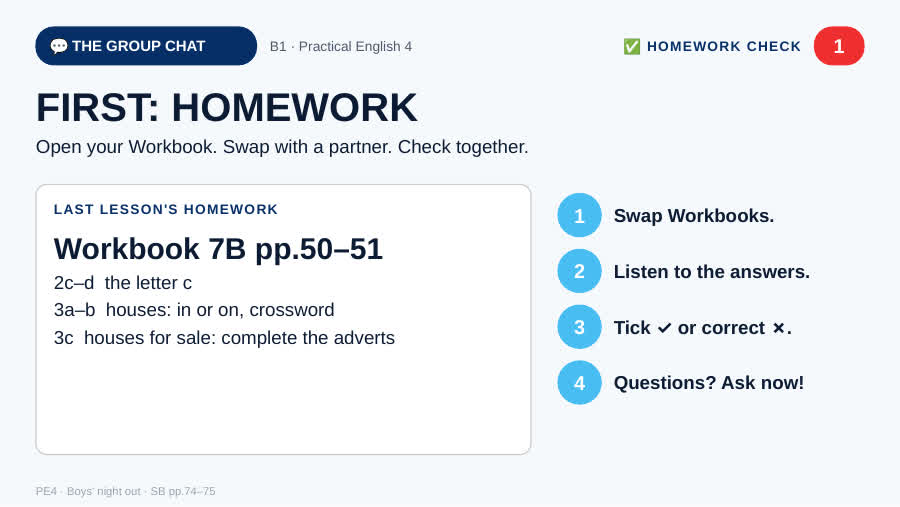 💬 THE GROUP CHAT
B1 · Practical English 4
✅ HOMEWORK CHECK
1
FIRST: HOMEWORK
Open your Workbook. Swap with a partner. Check together.
LAST LESSON'S HOMEWORK
Workbook 7B pp.50–51
2c–d the letter c
3a–b houses: in or on, crossword
3c houses for sale: complete the adverts
1 Swap Workbooks.
2 Listen to the answers.
3 Tick ✓ or correct ✗.
4 Questions? Ask now!
PE4 · Boys' night out · SB pp.74–75